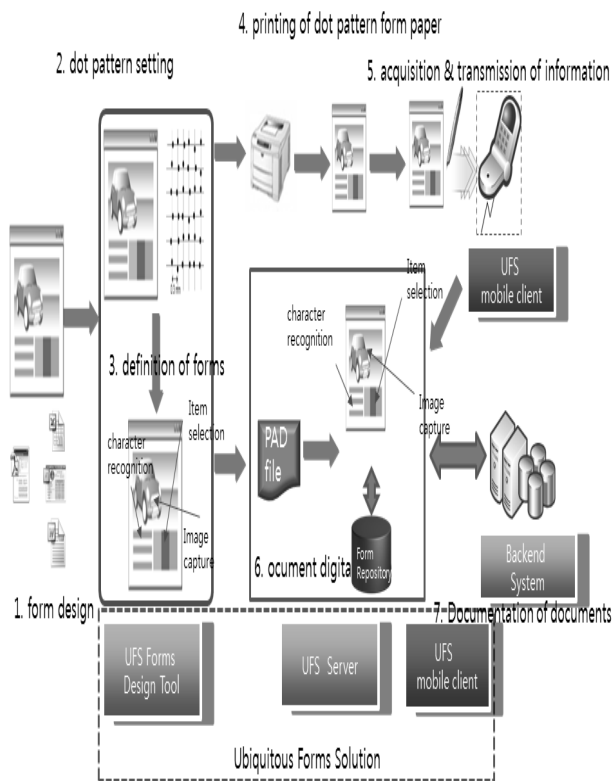 4. printing of dot pattern form paper
2. dot pattern setting
5. acquisition & transmission of information
UFS
mobile client
Item
selection
character
recognition
3. definition of forms
Item
selection
character
recognition
Image
capture
PAD
file
Image
capture
6. ocument digita
Form
Repository
Backend
System
1. form design
7. Documentation of documents
UFS Forms
Design Tool
UFS Server
UFS
mobile client
Ubiquitous Forms Solution